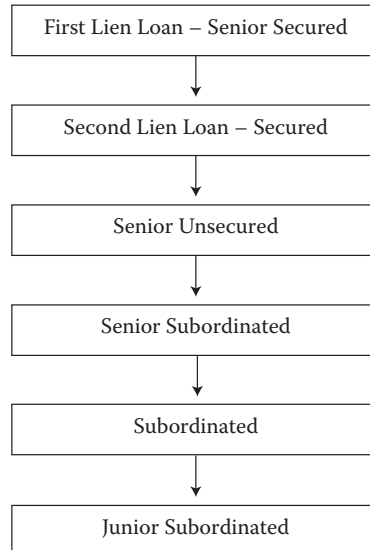 First Lien Loan – Senior Secured
Second Lien Loan – Secured
Senior Unsecured
Senior Subordinated
Subordinated
Junior Subordinated